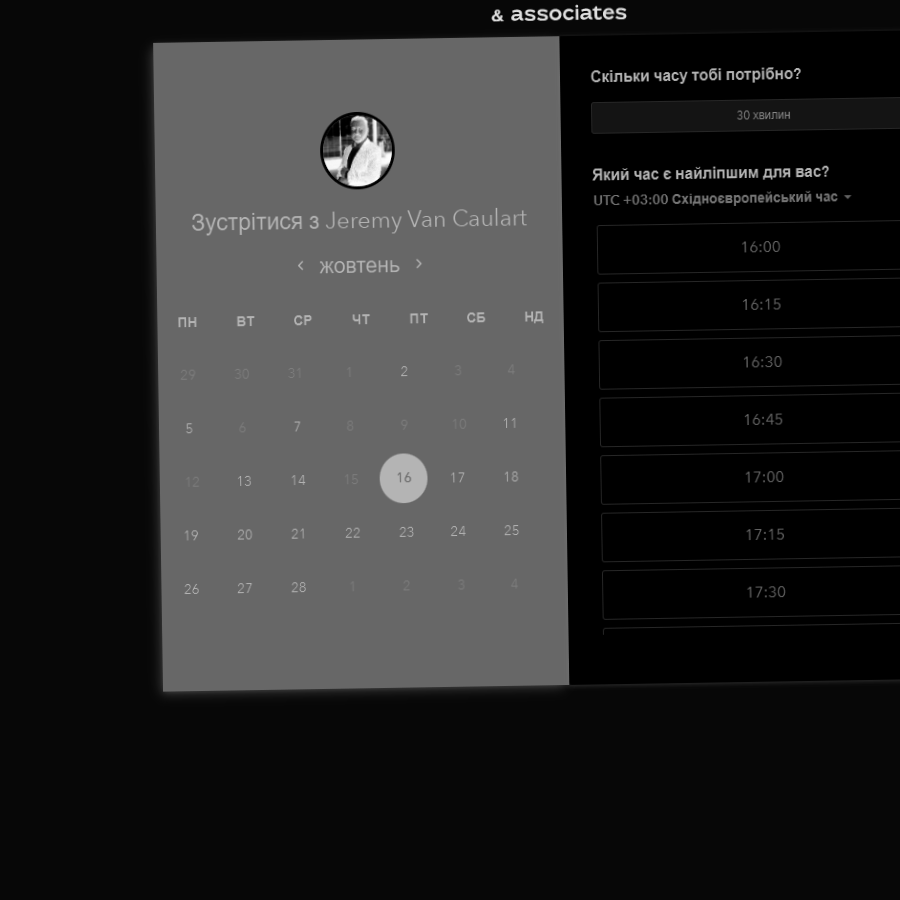 & associates
Зустрітися з Jeremy Van Caulart
жовтень
ПН ВТ СР ЧТ ПТ СБ НД
29 30 31 1 2 3 4
5 6 7 8 9 10 11
12 13 14 15 16 17 18
19 20 21 22 23 24 25
26 27 28 1 2 3 4
Скільки часу тобі потрібно?
30 хвилин
Який час є найліпшим для вас?
UTC +03:00 Східноєвропейський час
16:00
16:15
16:30
16:45
17:00
17:15
17:30